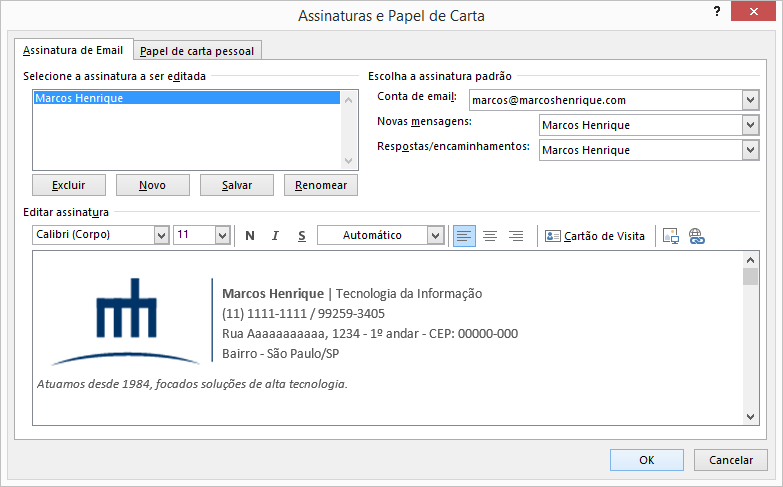 Assinaturas e Papel de Carta
?
Assinatura de Email
Papel de carta pessoal
Selecione a assinatura a ser editada
Marcos Henrique
Excluir
Novo
Salvar
Renomear
Escolha a assinatura padrão
Conta de email: marcos@marcoshenrique.com
Novas mensagens: Marcos Henrique
Respostas/encaminhamentos: Marcos Henrique
Editar assinatura
Calibri (Corpo) 11 N I S Automático Cartão de Visita
mh
Marcos Henrique | Tecnologia da Informação
(11) 1111-1111 / 99259-3405
Rua Aaaaaaaaaaa, 1234 - 1º andar - CEP: 00000-000
Bairro - São Paulo/SP
Atuamos desde 1984, focados soluções de alta tecnologia.
OK
Cancelar